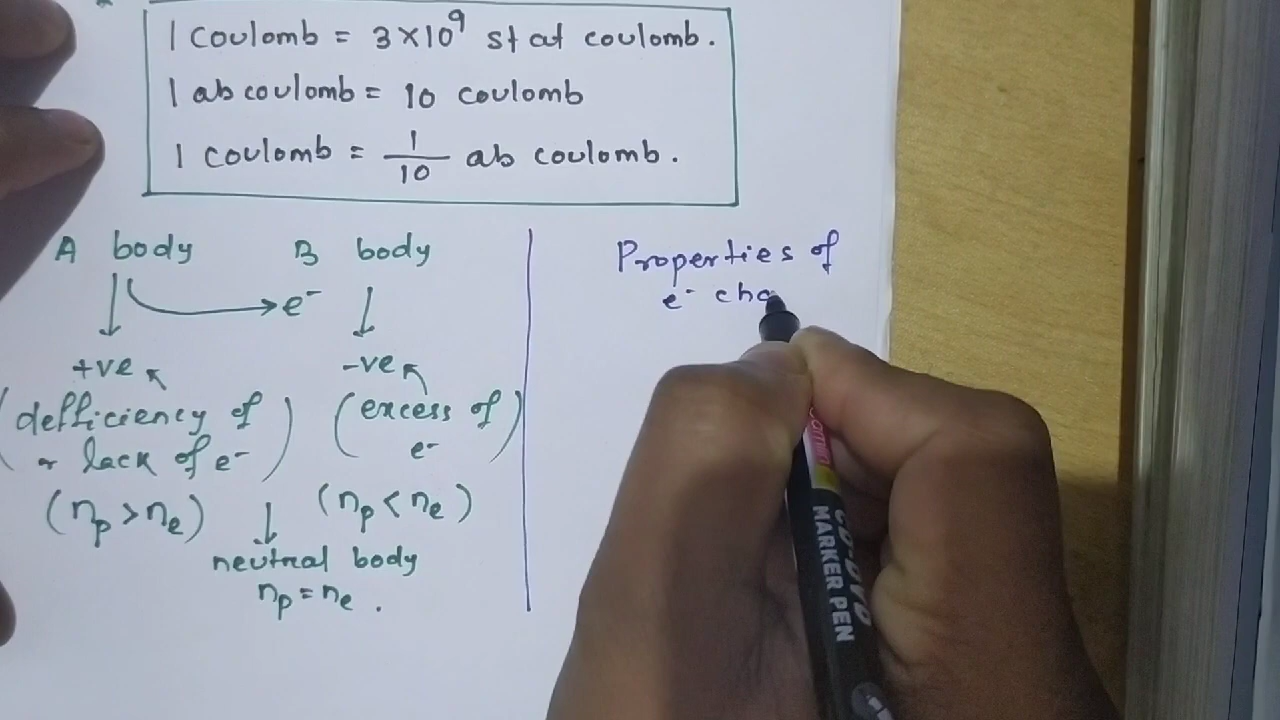 1 coulomb = 3×10⁹ stat coulomb.
1 ab coulomb = 10 coulomb
1 coulomb = 1/10 ab coulomb.
A body
B body
e⁻
+ve
-ve
(defficiency of
or lack of e⁻)
(excess of
e⁻)
(np > ne)
(np < ne)
neutral body
np = ne .
Properties of
e⁻ cha
MARKER PEN